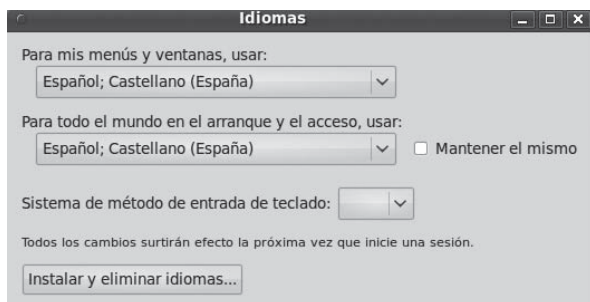 Idiomas
Para mis menús y ventanas, usar:
Español; Castellano (España)
Para todo el mundo en el arranque y el acceso, usar:
Español; Castellano (España)
Mantener el mismo
Sistema de método de entrada de teclado:
Todos los cambios surtirán efecto la próxima vez que inicie una sesión.
Instalar y eliminar idiomas...